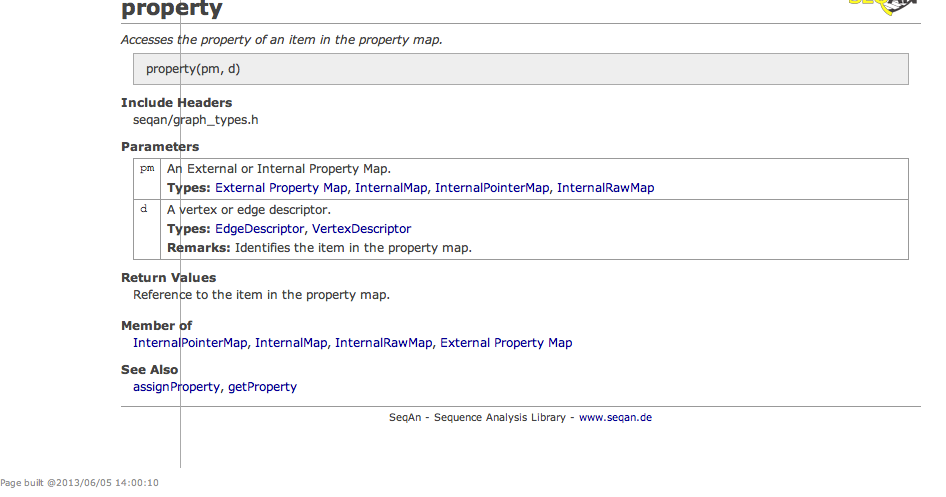 property
Accesses the property of an item in the property map.
property(pm, d)
Include Headers
seqan/graph_types.h
Parameters
pm An External or Internal Property Map.
Types: External Property Map, InternalMap, InternalPointerMap, InternalRawMap
d A vertex or edge descriptor.
Types: EdgeDescriptor, VertexDescriptor
Remarks: Identifies the item in the property map.
Return Values
Reference to the item in the property map.
Member of
InternalPointerMap, InternalMap, InternalRawMap, External Property Map
See Also
assignProperty, getProperty
SeqAn - Sequence Analysis Library - www.seqan.de
Page built @2013/06/05 14:00:10